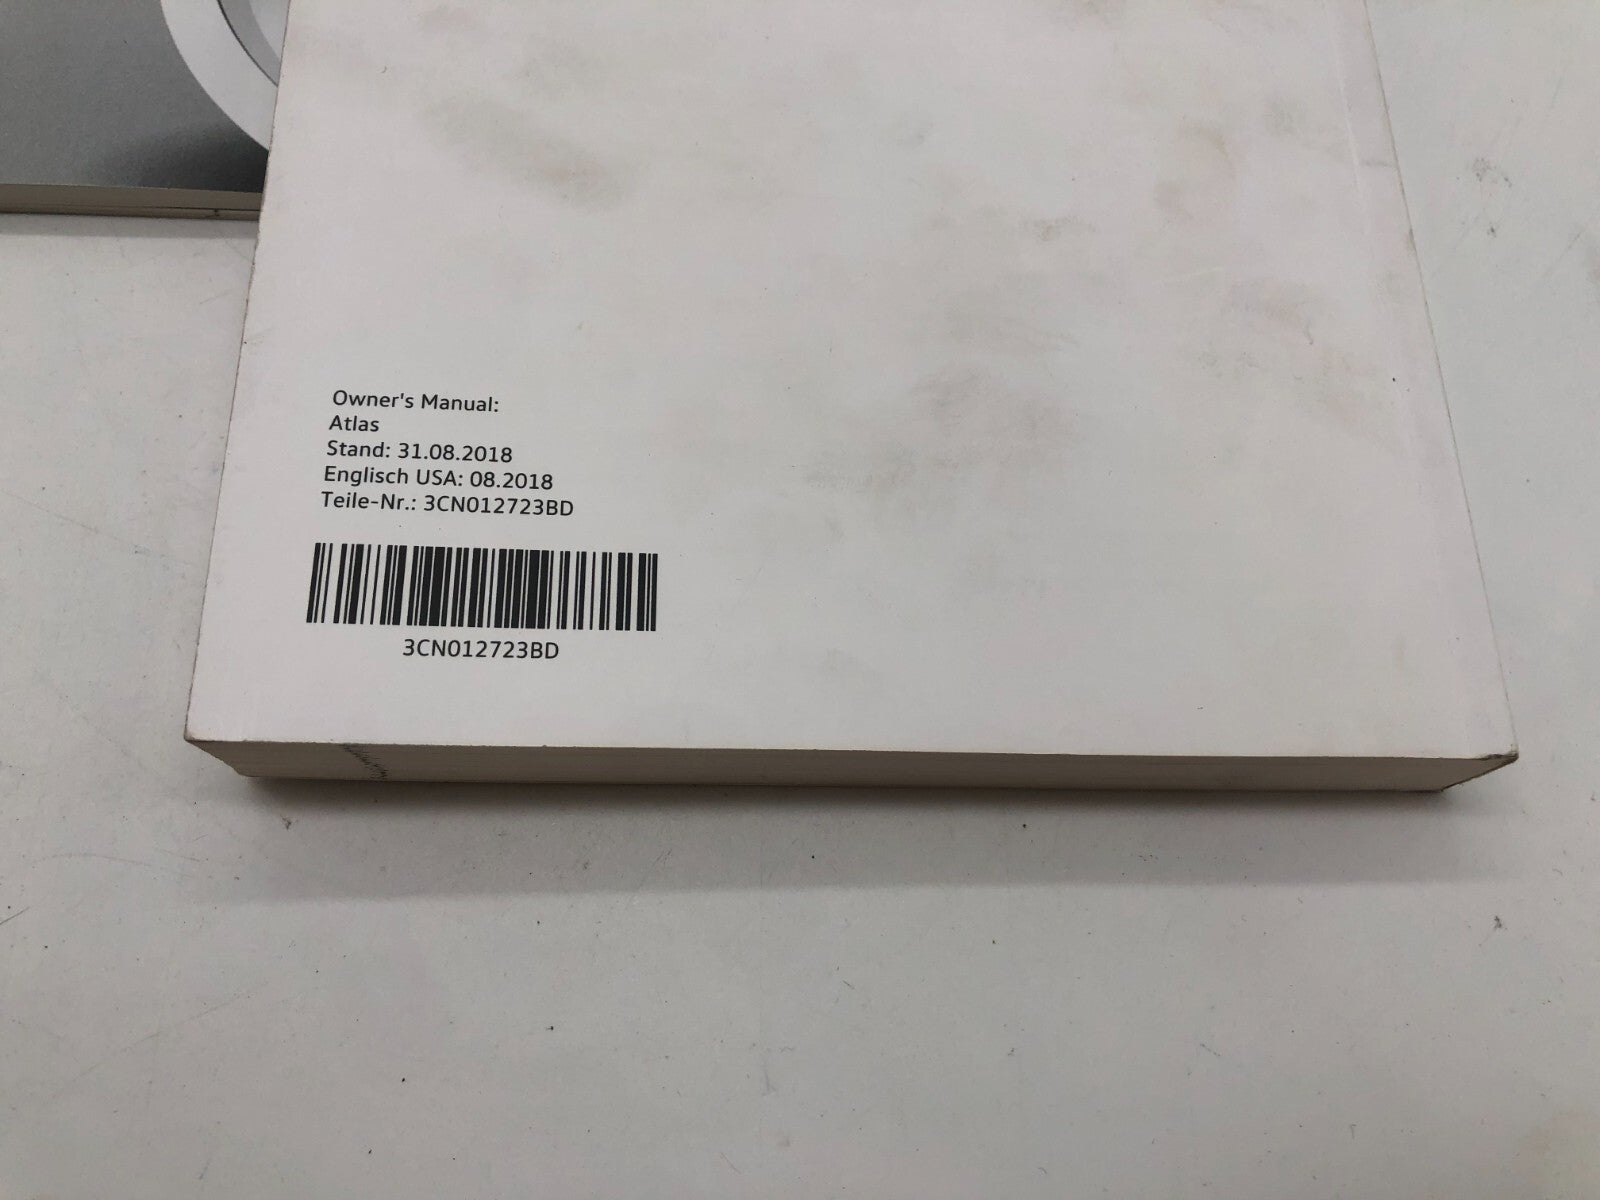 Owner's Manual:
Atlas
Stand: 31.08.2018
Englisch USA: 08.2018
Teile-Nr.: 3CN012723BD
3CN012723BD